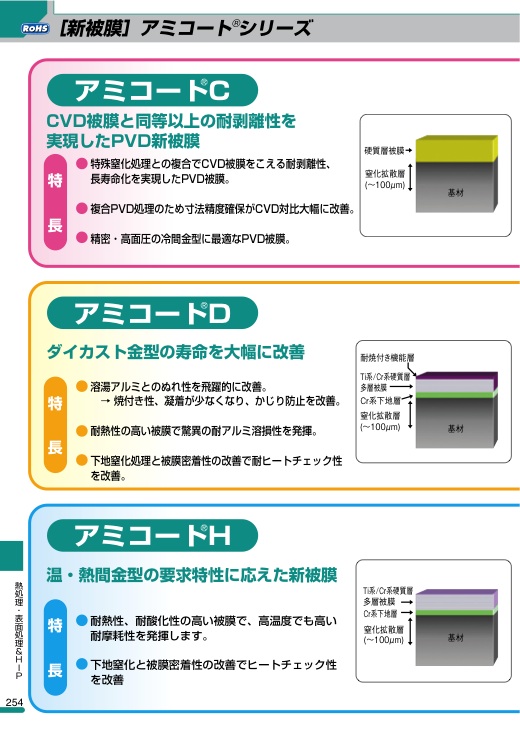 RoHS
［新被膜］アミコート®シリーズ
アミコート®C
CVD被膜と同等以上の耐剥離性を
実現したPVD新被膜
特長
●特殊窒化処理との複合でCVD被膜をこえる耐剥離性、
長寿命化を実現したPVD被膜。
●複合PVD処理のため寸法精度確保がCVD対比大幅に改善。
●精密・高面圧の冷間金型に最適なPVD被膜。
硬質層被膜
窒化拡散層
(～100μm)
基材
アミコート®D
ダイカスト金型の寿命を大幅に改善
特長
●溶湯アルミとのぬれ性を飛躍的に改善。
→ 焼付き性、凝着が少なくなり、かじり防止を改善。
●耐熱性の高い被膜で驚異の耐アルミ溶損性を発揮。
●下地窒化処理と被膜密着性の改善で耐ヒートチェック性
を改善。
耐焼付き機能層
Ti系/Cr系硬質層
多層被膜
Cr系下地層
窒化拡散層
(～100μm)
基材
アミコート®H
温・熱間金型の要求特性に応えた新被膜
特長
●耐熱性、耐酸化性の高い被膜で、高温度でも高い
耐摩耗性を発揮します。
●下地窒化と被膜密着性の改善でヒートチェック性
を改善
Ti系/Cr系硬質層
多層被膜
Cr系下地層
窒化拡散層
(～100μm)
基材
熱処理・表面処理＆HIP
254